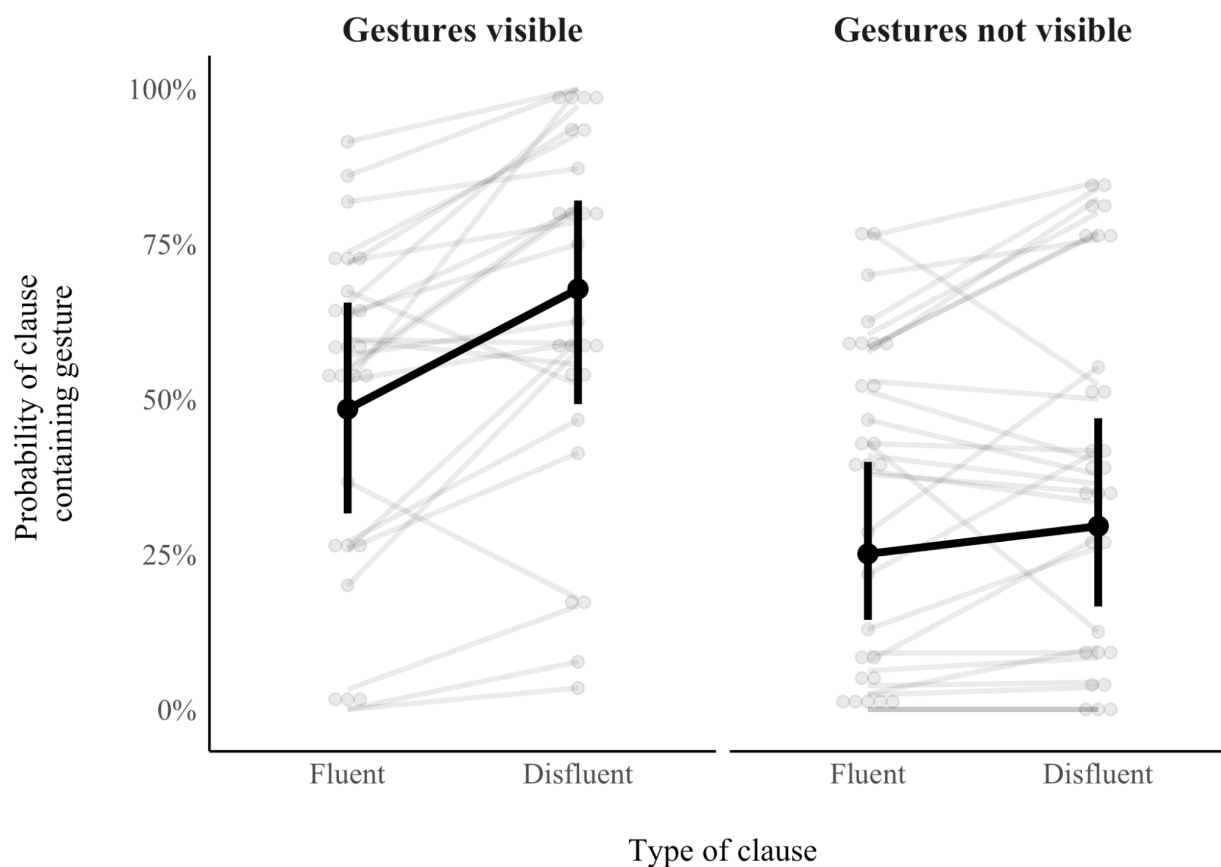 Gestures visible
Gestures not visible
100%
75%
50%
25%
0%
Probability of clause
containing gesture
Fluent
Disfluent
Fluent
Disfluent
Type of clause